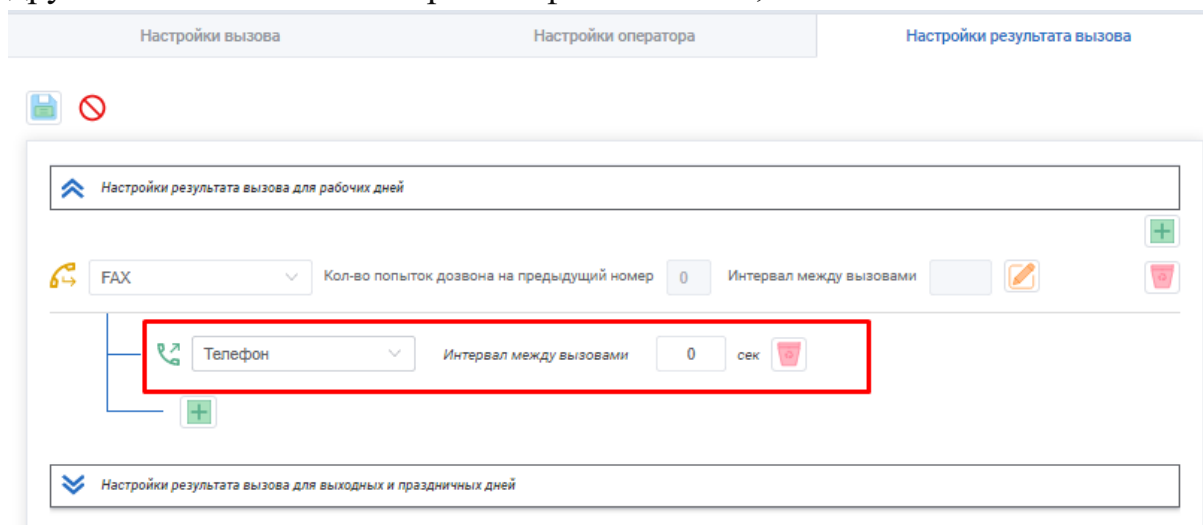 Настройки вызова Настройки оператора Настройки результата вызова
Настройки результата вызова для рабочих дней
FAX Кол-во попыток дозвона на предыдущий номер 0 Интервал между вызовами
Телефон Интервал между вызовами 0 сек
Настройки результата вызова для выходных и праздничных дней